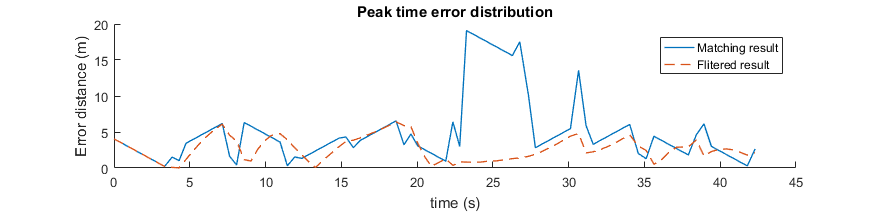 Peak time error distribution
Error distance (m)
20
15
10
5
0
Matching result
Flitered result
0 5 10 15 20 25 30 35 40 45
time (s)